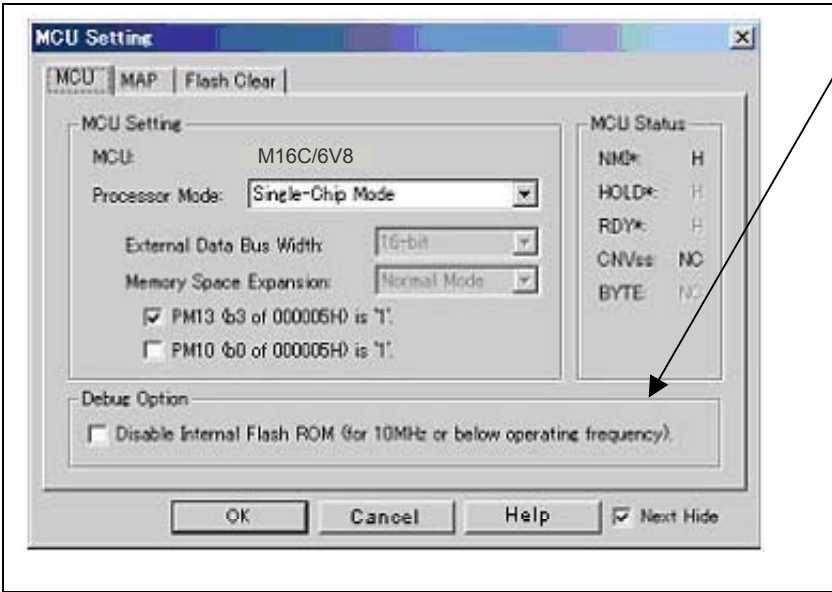 MCU Setting
MCU MAP Flash Clear
MCU Setting
MCU: M16C/6V8
Processor Mode: Single-Chip Mode
External Data Bus Width: 16-bit
Memory Space Expansion: Normal Mode
PM13 (b3 of 000005H) is '1'.
PM10 (b0 of 000005H) is '1'.
MCU Status
NMI*: H
HOLD*: H
RDY*: H
CNVss: NC
BYTE: NC
Debug Option
Disable Internal Flash ROM (for 10MHz or below operating frequency).
OK Cancel Help Next Hide